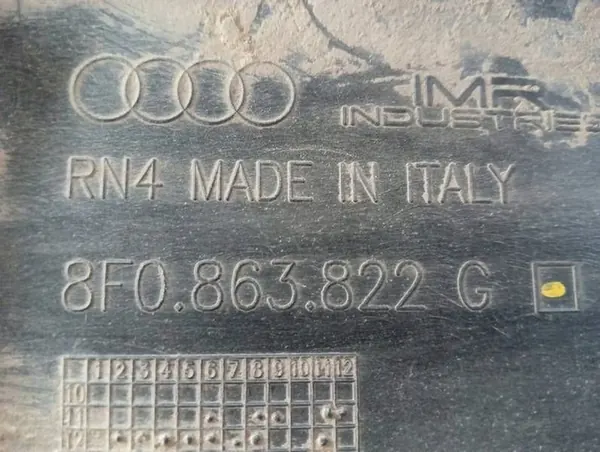 IMR
INDUSTRIES
RN4 MADE IN ITALY
8F0.863.822 G
1 2 3 4 5 6 7 8 9 10 11 12
10
11
12